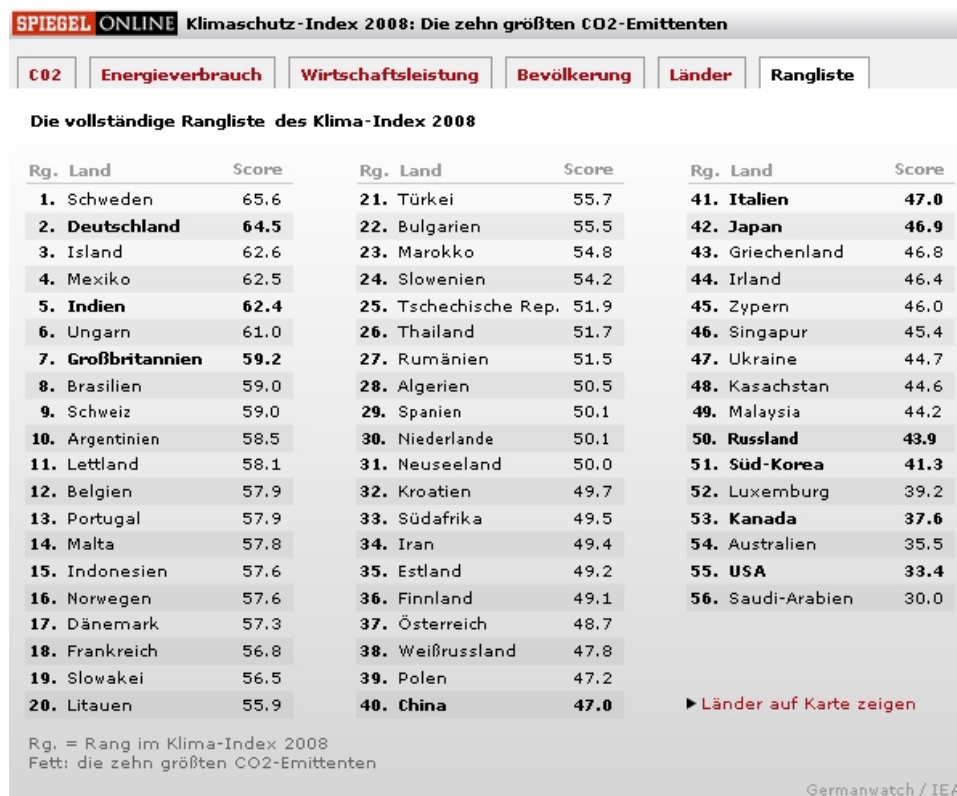 SPIEGEL ONLINE Klimaschutz-Index 2008: Die zehn größten CO2-Emittenten
CO2 Energieverbrauch Wirtschaftsleistung Bevölkerung Länder Rangliste
Die vollständige Rangliste des Klima-Index 2008
Rg. Land Score
1. Schweden 65.6
2. Deutschland 64.5
3. Island 62.6
4. Mexiko 62.5
5. Indien 62.4
6. Ungarn 61.0
7. Großbritannien 59.2
8. Brasilien 59.0
9. Schweiz 59.0
10. Argentinien 58.5
11. Lettland 58.1
12. Belgien 57.9
13. Portugal 57.9
14. Malta 57.8
15. Indonesien 57.6
16. Norwegen 57.6
17. Dänemark 57.3
18. Frankreich 56.8
19. Slowakei 56.5
20. Litauen 55.9
Rg. Land Score
21. Türkei 55.7
22. Bulgarien 55.5
23. Marokko 54.8
24. Slowenien 54.2
25. Tschechische Rep. 51.9
26. Thailand 51.7
27. Rumänien 51.5
28. Algerien 50.5
29. Spanien 50.1
30. Niederlande 50.1
31. Neuseeland 50.0
32. Kroatien 49.7
33. Südafrika 49.5
34. Iran 49.4
35. Estland 49.2
36. Finnland 49.1
37. Österreich 48.7
38. Weißrussland 47.8
39. Polen 47.2
40. China 47.0
Rg. Land Score
41. Italien 47.0
42. Japan 46.9
43. Griechenland 46.8
44. Irland 46.4
45. Zypern 46.0
46. Singapur 45.4
47. Ukraine 44.7
48. Kasachstan 44.6
49. Malaysia 44.2
50. Russland 43.9
51. Süd-Korea 41.3
52. Luxemburg 39.2
53. Kanada 37.6
54. Australien 35.5
55. USA 33.4
56. Saudi-Arabien 30.0
Länder auf Karte zeigen
Rg. = Rang im Klima-Index 2008
Fett: die zehn größten CO2-Emittenten
Germanwatch / IEA